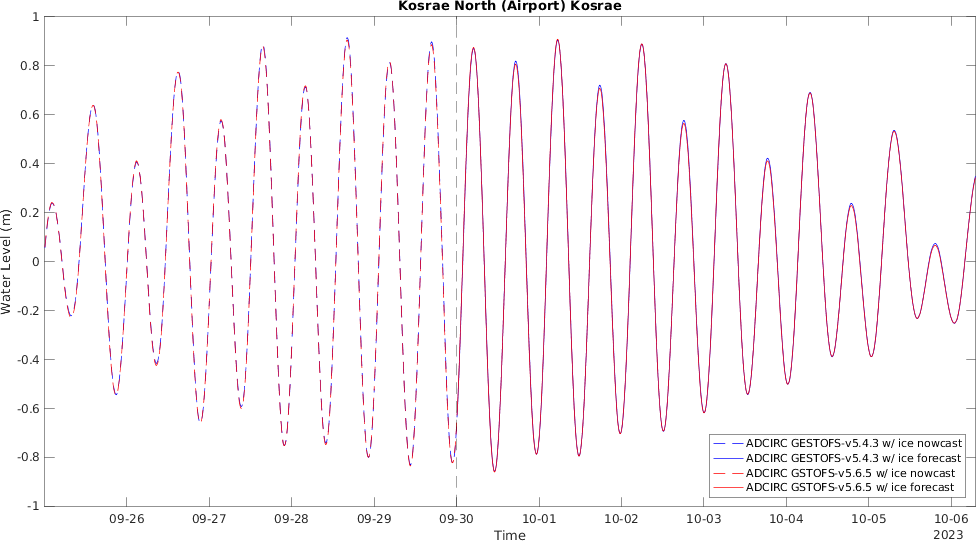 Kosrae North (Airport) Kosrae
1
0.8
0.6
0.4
0.2
0
-0.2
-0.4
-0.6
-0.8
-1
Water Level (m)
ADCIRC GESTOFS-v5.4.3 w/ ice nowcast
ADCIRC GESTOFS-v5.4.3 w/ ice forecast
ADCIRC GSTOFS-v5.6.5 w/ ice nowcast
ADCIRC GSTOFS-v5.6.5 w/ ice forecast
09-26 09-27 09-28 09-29 09-30 10-01 10-02 10-03 10-04 10-05 10-06
Time
2023